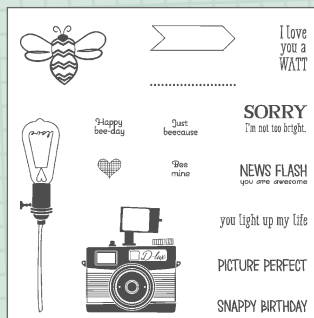 I love
you a
WATT
SORRY
I'm not too bright.
Happy
bee-day
Just
beecause
Bee
mine
love
NEWS FLASH
you are awesome
you light up my life
D-lux
PICTURE PERFECT
SNAPPY BIRTHDAY